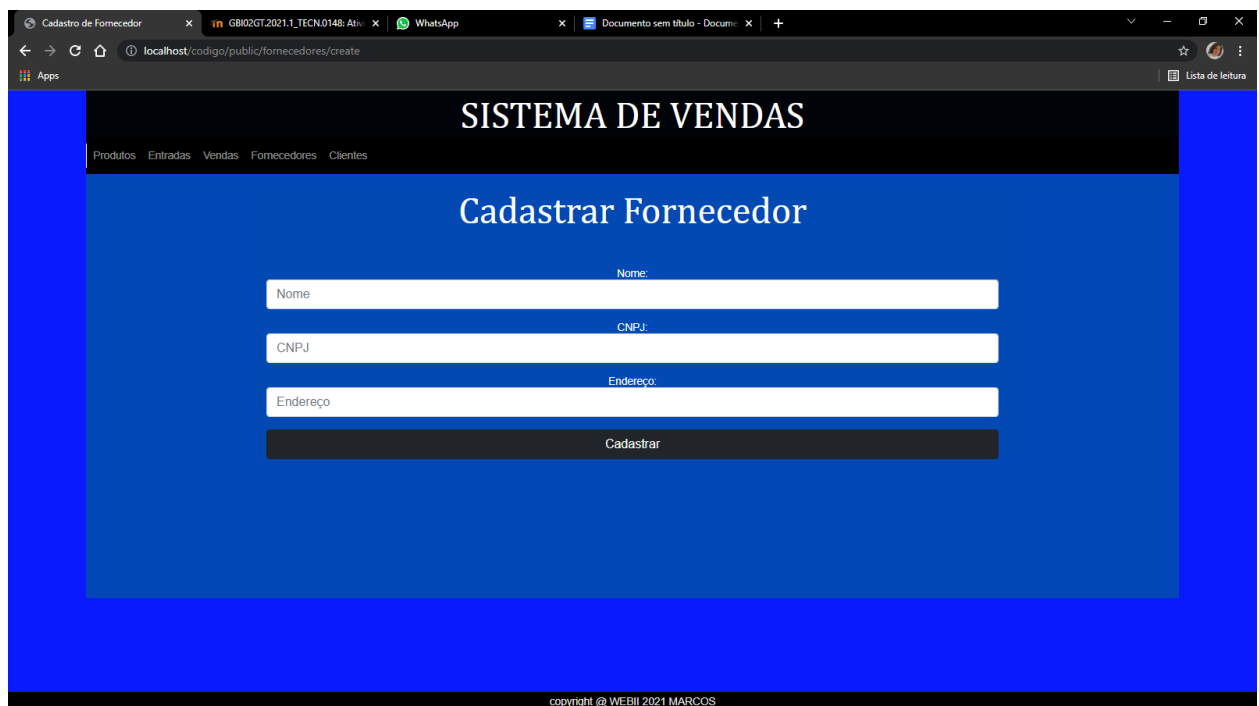 Cadastro de Fornecedor
GBI02GT.2021.1_TECN.0148: Ativ
WhatsApp
Documento sem título - Docume
localhost/codigo/public/fornecedores/create
Apps
Lista de leitura
SISTEMA DE VENDAS
Produtos Entradas Vendas Fornecedores Clientes
Cadastrar Fornecedor
Nome:
Nome
CNPJ:
CNPJ
Endereço:
Endereço
Cadastrar
copyright @ WEBII 2021 MARCOS